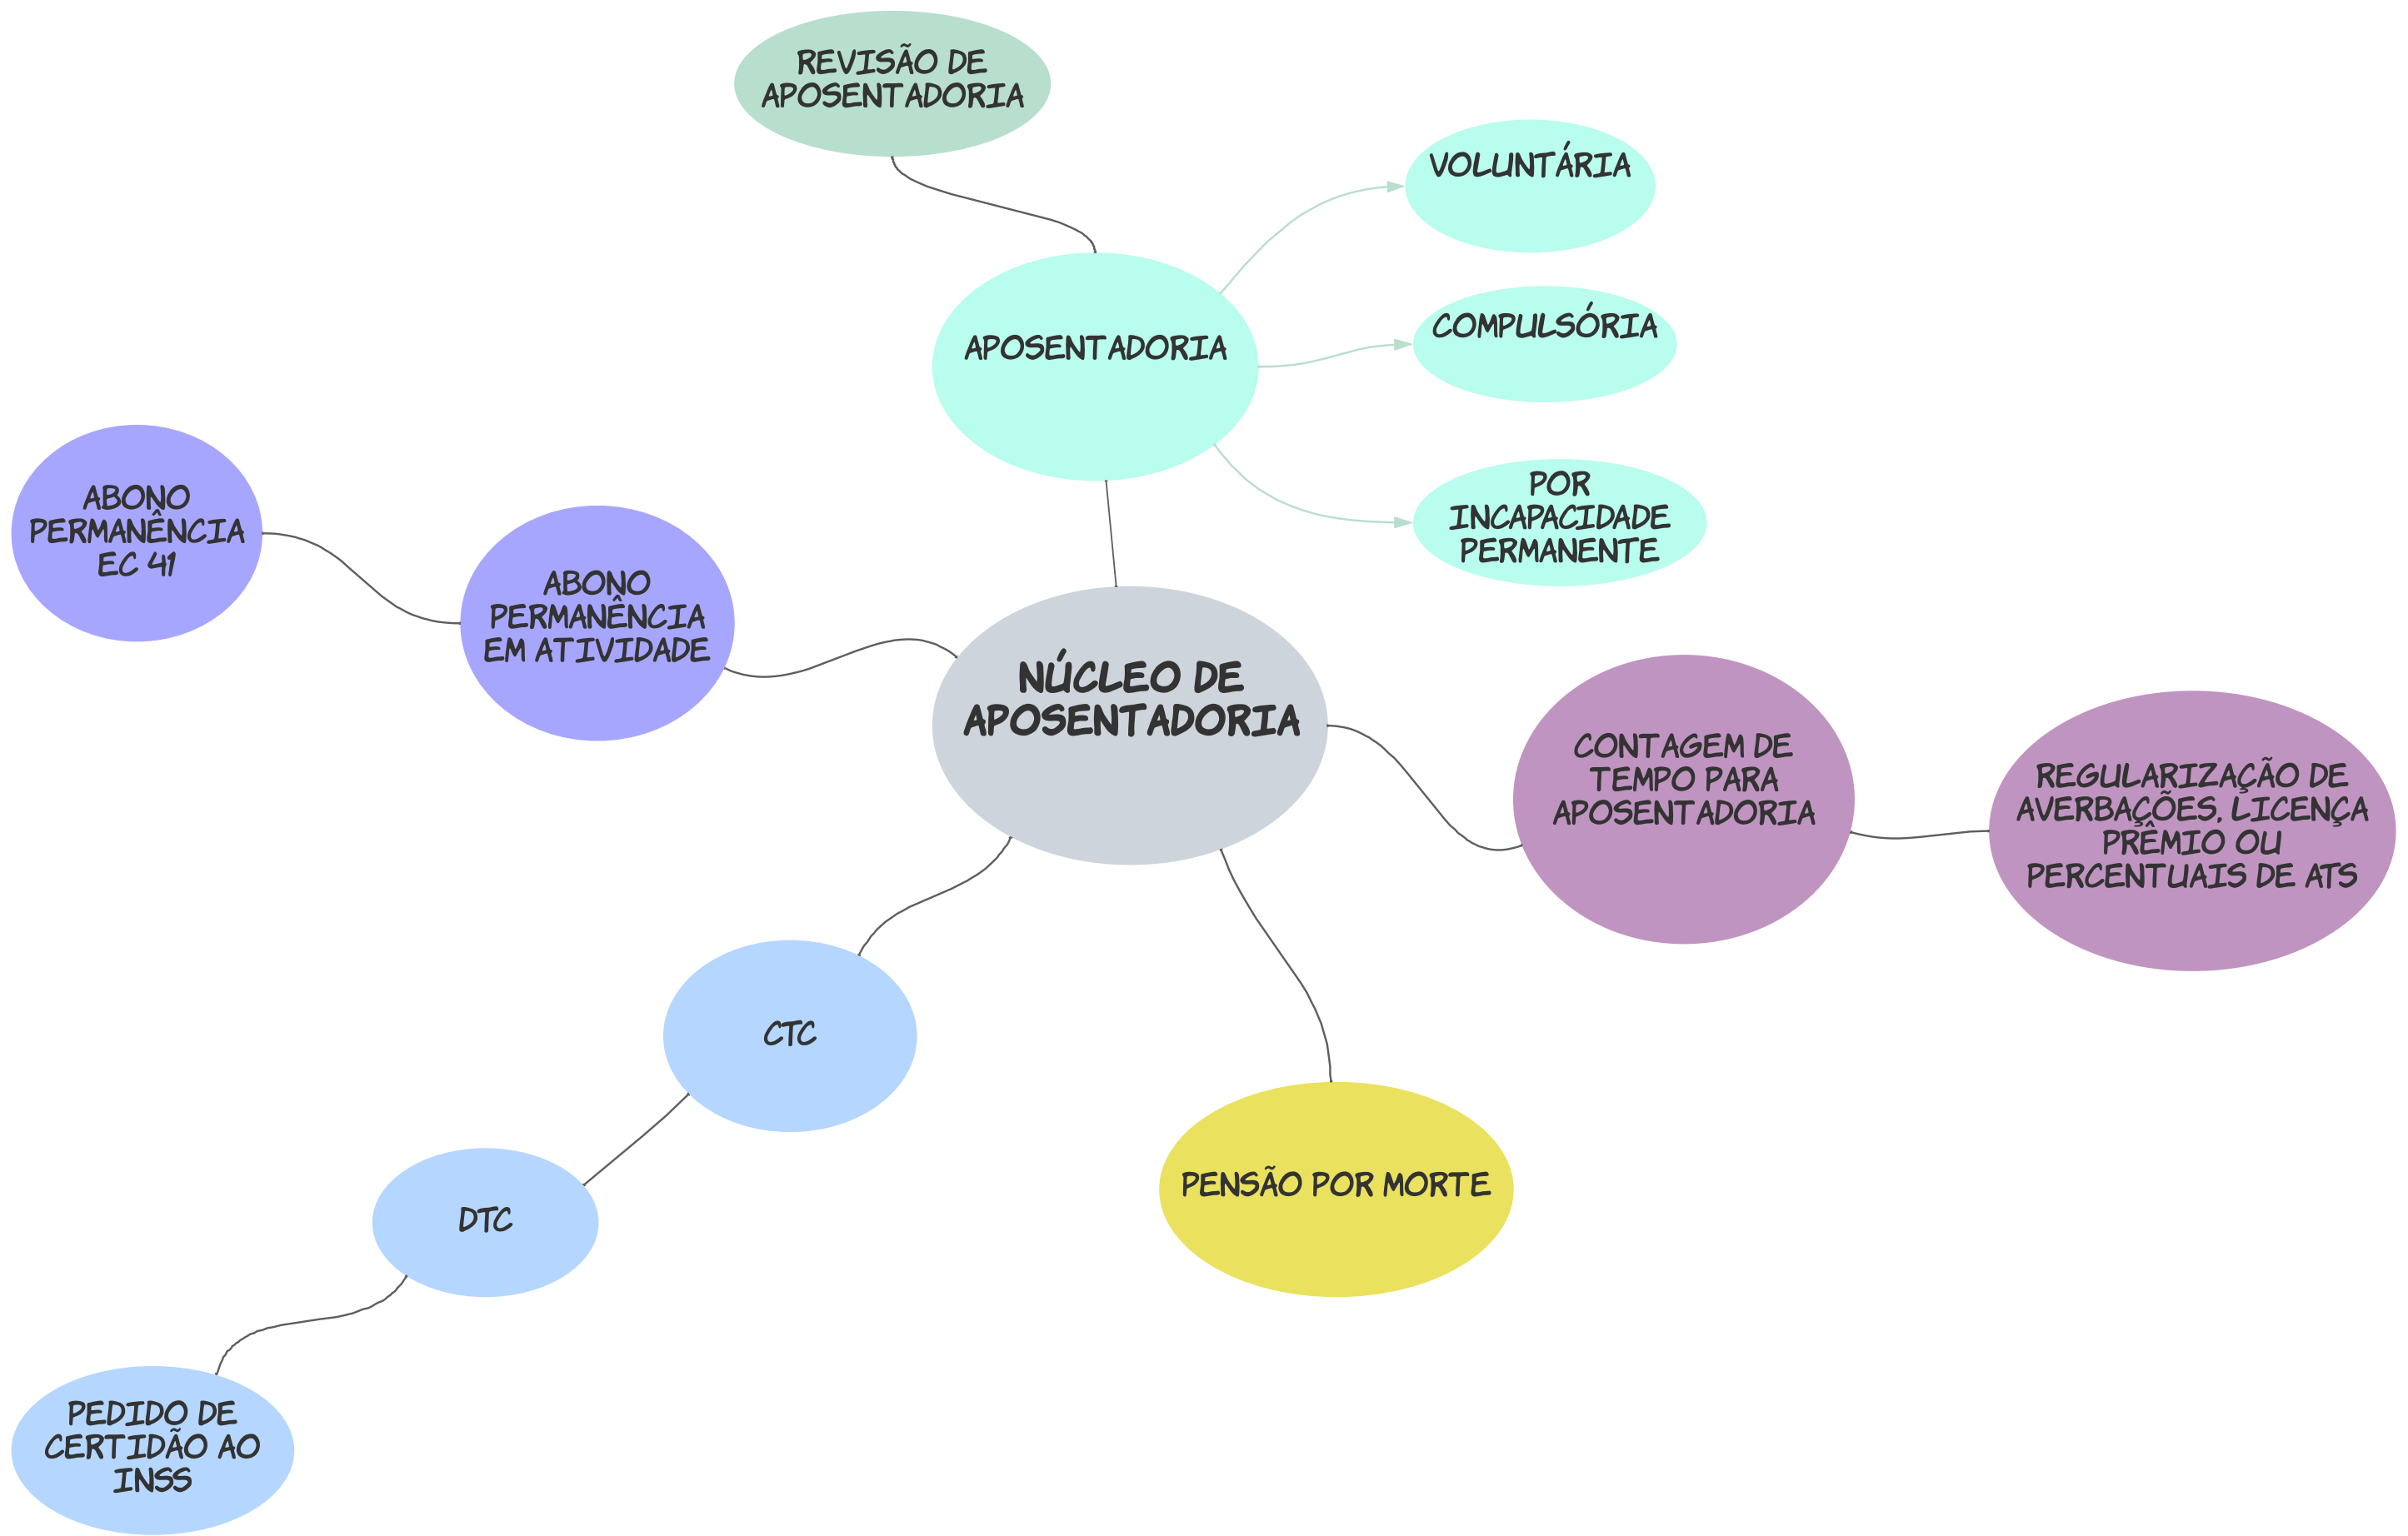 REVISÃO DE
APOSENTADORIA
VOLUNTÁRIA
COMPULSÓRIA
APOSENTADORIA
POR
INCAPACIDADE
PERMANENTE
ABONO
PERMANÊNCIA
EC 41
ABONO
PERMANÊNCIA
EM ATIVIDADE
NÚCLEO DE
APOSENTADORIA
CONTAGEM DE
TEMPO PARA
APOSENTADORIA
REGULARIZAÇÃO DE
AVERBAÇÕES, LICENÇA
PRÊMIO OU
PERCENTUAIS DE ATS
CTC
PENSÃO POR MORTE
DTC
PEDIDO DE
CERTIDÃO AO
INSS